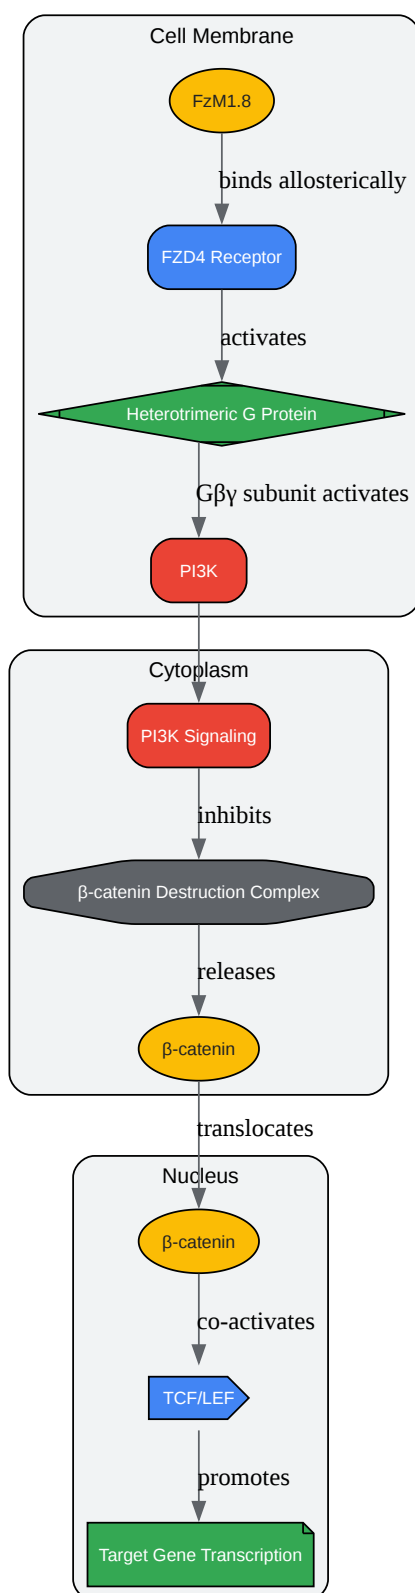 Cell Membrane
FzM1.8
binds allosterically
FZD4 Receptor
activates
Heterotrimeric G Protein
Gβγ subunit activates
PI3K
Cytoplasm
PI3K Signaling
inhibits
β-catenin Destruction Complex
releases
β-catenin
translocates
Nucleus
β-catenin
co-activates
TCF/LEF
promotes
Target Gene Transcription